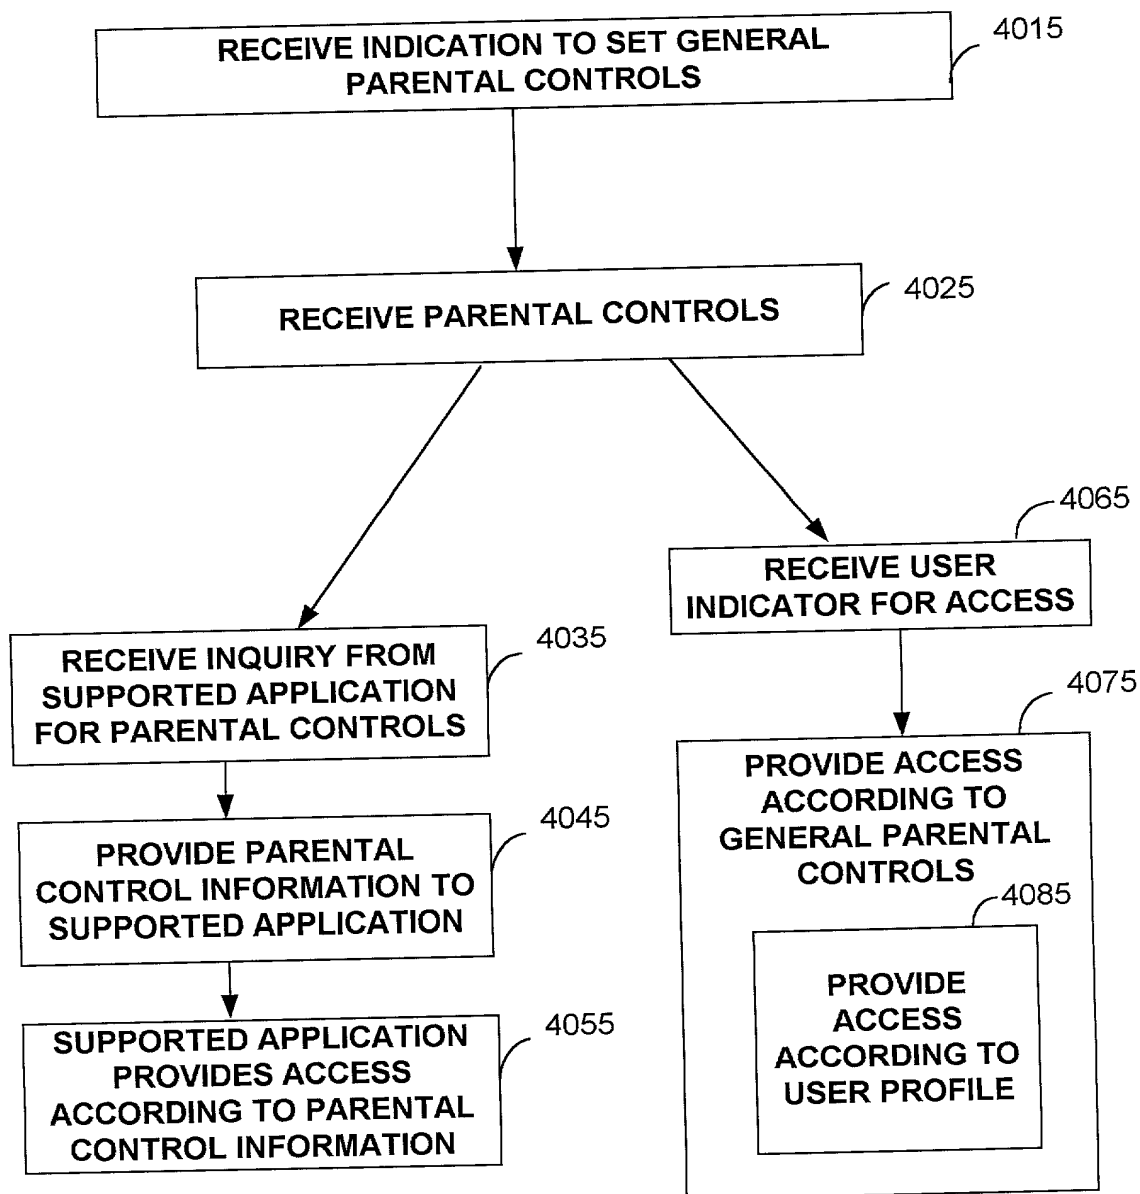 RECEIVE INDICATION TO SET GENERAL
PARENTAL CONTROLS
4015
RECEIVE PARENTAL CONTROLS
4025
4065
RECEIVE USER
INDICATOR FOR ACCESS
4035
RECEIVE INQUIRY FROM
SUPPORTED APPLICATION
FOR PARENTAL CONTROLS
4075
PROVIDE ACCESS
ACCORDING TO
GENERAL PARENTAL
CONTROLS
4045
PROVIDE PARENTAL
CONTROL INFORMATION TO
SUPPORTED APPLICATION
4085
PROVIDE
ACCESS
ACCORDING TO
USER PROFILE
4055
SUPPORTED APPLICATION
PROVIDES ACCESS
ACCORDING TO PARENTAL
CONTROL INFORMATION